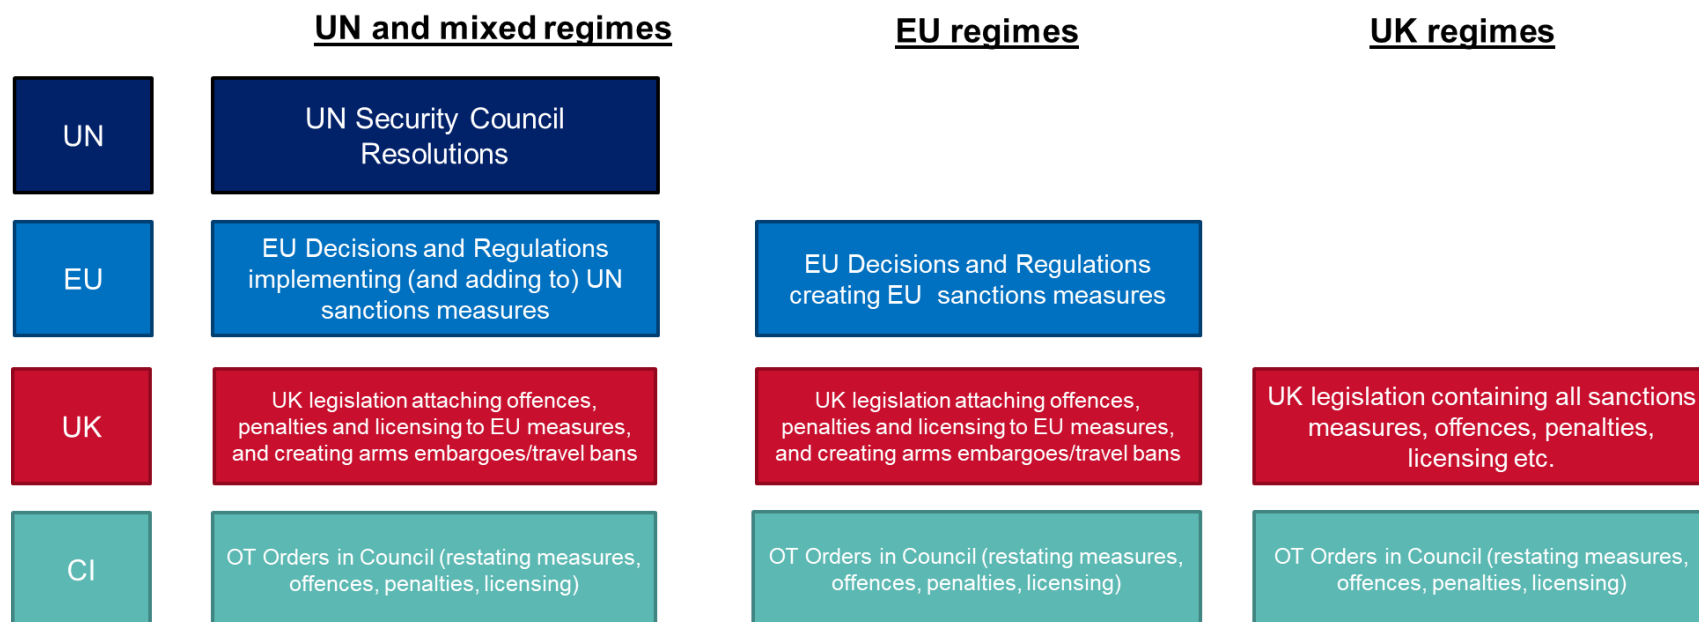 UN and mixed regimes
EU regimes
UK regimes
UN
UN Security Council
Resolutions
EU
EU Decisions and Regulations
implementing (and adding to) UN
sanctions measures
EU Decisions and Regulations
creating EU sanctions measures
UK
UK legislation attaching offences,
penalties and licensing to EU measures,
and creating arms embargoes/travel bans
UK legislation attaching offences,
penalties and licensing to EU measures,
and creating arms embargoes/travel bans
UK legislation containing all sanctions
measures, offences, penalties,
licensing etc.
CI
OT Orders in Council (restating measures,
offences, penalties, licensing)
OT Orders in Council (restating measures,
offences, penalties, licensing)
OT Orders in Council (restating measures,
offences, penalties, licensing)